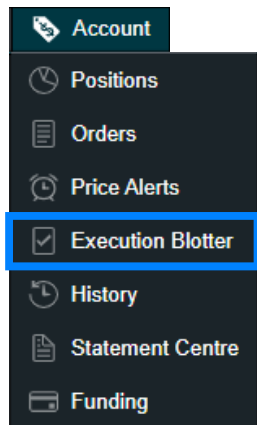 Account
Positions
Orders
Price Alerts
Execution Blotter
History
Statement Centre
Funding